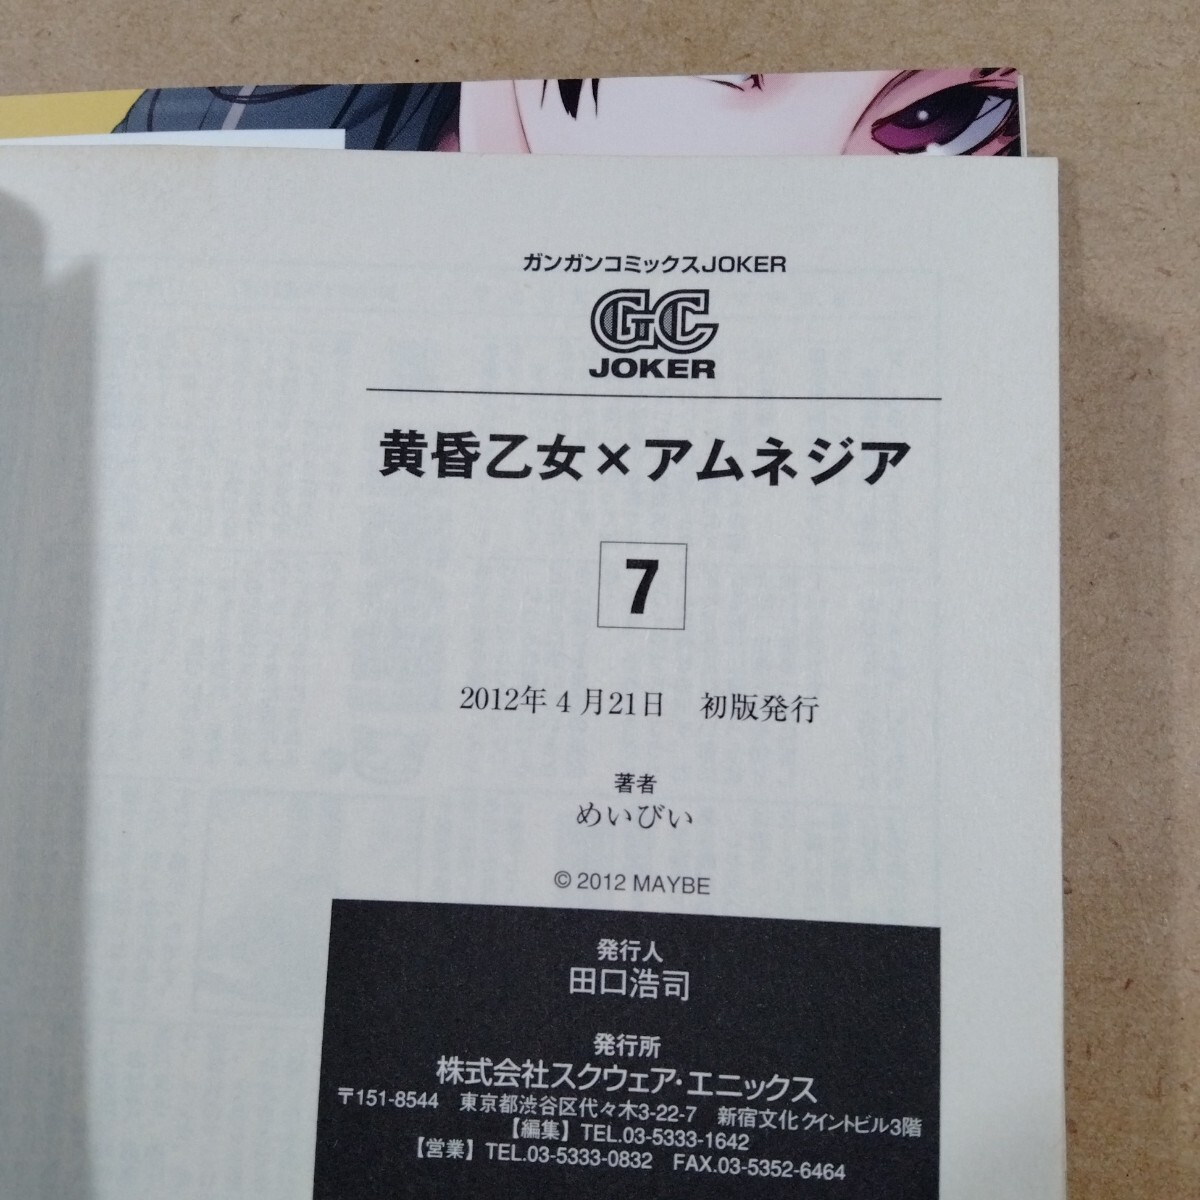 ガンガンコミックスJOKER
GC
JOKER
黄昏乙女×アムネジア
7
2012年4月21日　初版発行
著者
めいびい
© 2012 MAYBE
発行人
田口浩司
発行所
株式会社スクウェア・エニックス
〒151-8544　東京都渋谷区代々木3-22-7　新宿文化クイントビル3階
【編集】TEL.03-5333-1642
【営業】TEL.03-5333-0832　FAX.03-5352-6464